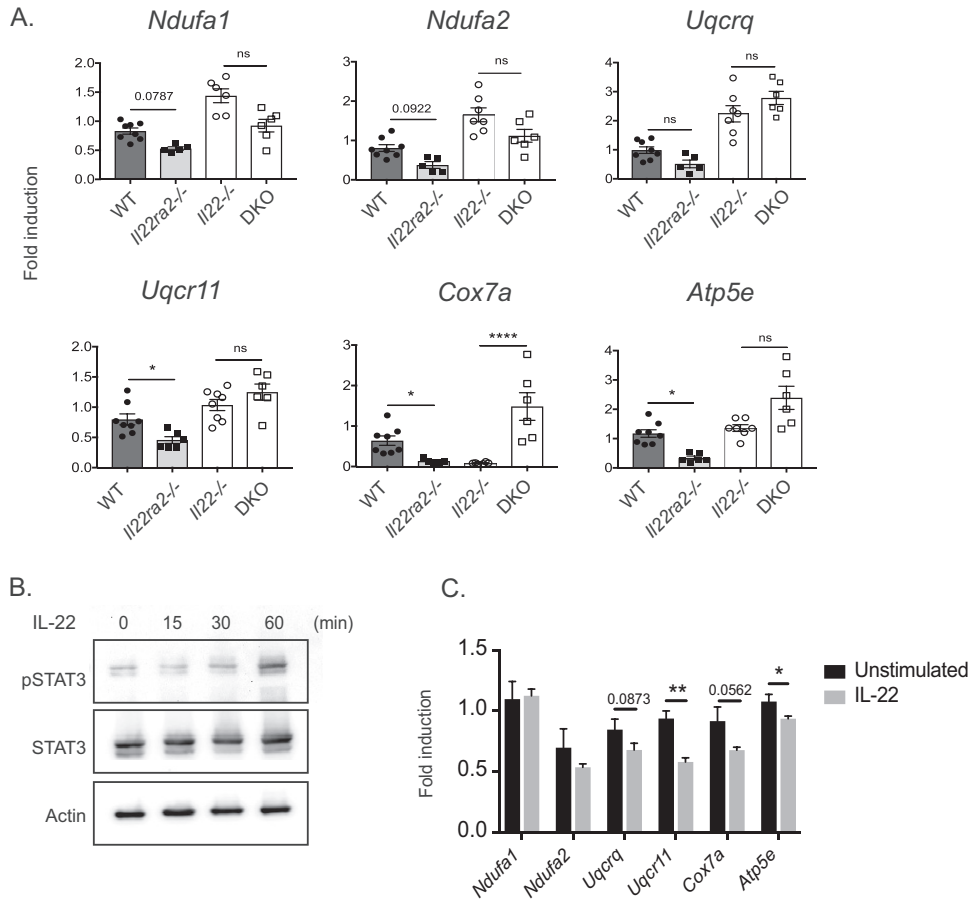 A.
Ndufa1
Ndufa2
Uqcrq
Fold induction
2.0
1.5
1.0
0.5
0.0
0.0787
ns
WT
Il22ra2-/-
Il22-/-
DKO
3
2
1
0
0.0922
ns
WT
Il22ra2-/-
Il22-/-
DKO
4
3
2
1
0
ns
ns
WT
Il22ra2-/-
Il22-/-
DKO
Uqcr11
Cox7a
Atp5e
2.0
1.5
1.0
0.5
0.0
*
ns
WT
Il22ra2-/-
Il22-/-
DKO
3
2
1
0
*
****
WT
Il22ra2-/-
Il22-/-
DKO
4
2
0
*
ns
WT
Il22ra2-/-
Il22-/-
DKO
B.
IL-22 0 15 30 60 (min)
pSTAT3
STAT3
Actin
C.
Fold induction
1.5
1.0
0.5
0.0
0.0873
**
0.0562
*
Unstimulated
IL-22
Ndufa1
Ndufa2
Uqcrq
Uqcr11
Cox7a
Atp5e